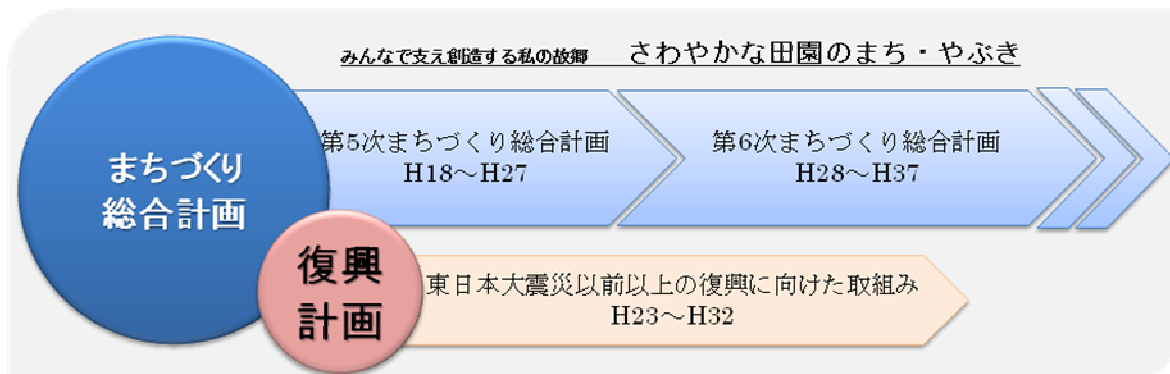 みんなで支え創造する私の故郷 さわやかな田園のまち・やぶき
まちづくり
総合計画
第5次まちづくり総合計画
H18～H27
第6次まちづくり総合計画
H28～H37
復興
計画
東日本大震災以前以上の復興に向けた取組み
H23～H32